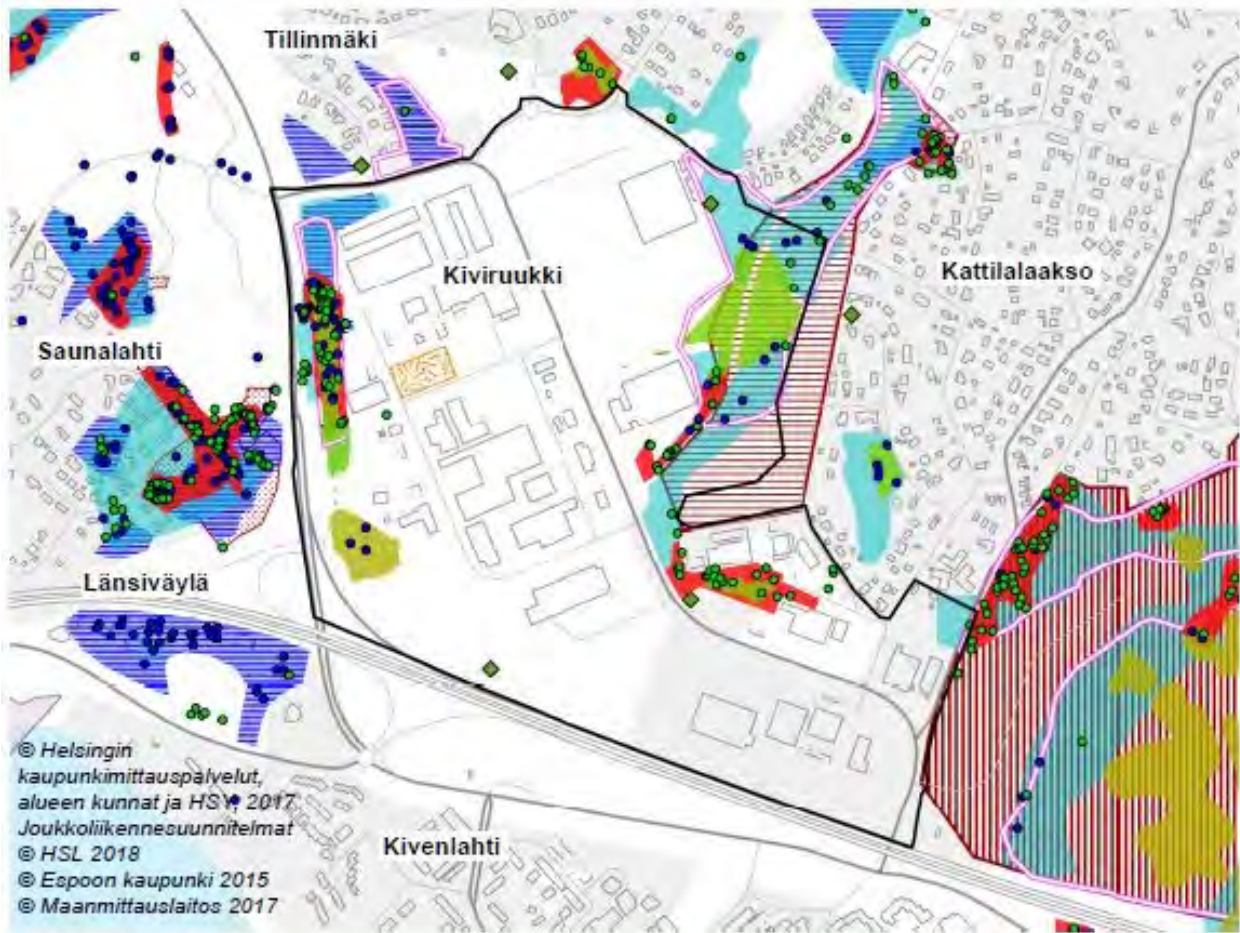 Tillinmäki
Kiviruukki
Kattilalaakso
Saunalahti
Länsiväylä
© Helsingin
kaupunkimittauspalvelut,
alueen kunnat ja HSY, 2017
Joukkoliikennesuunnitelmat
© HSL 2018
© Espoon kaupunki 2015
© Maanmittauslaitos 2017
Kivenlahti